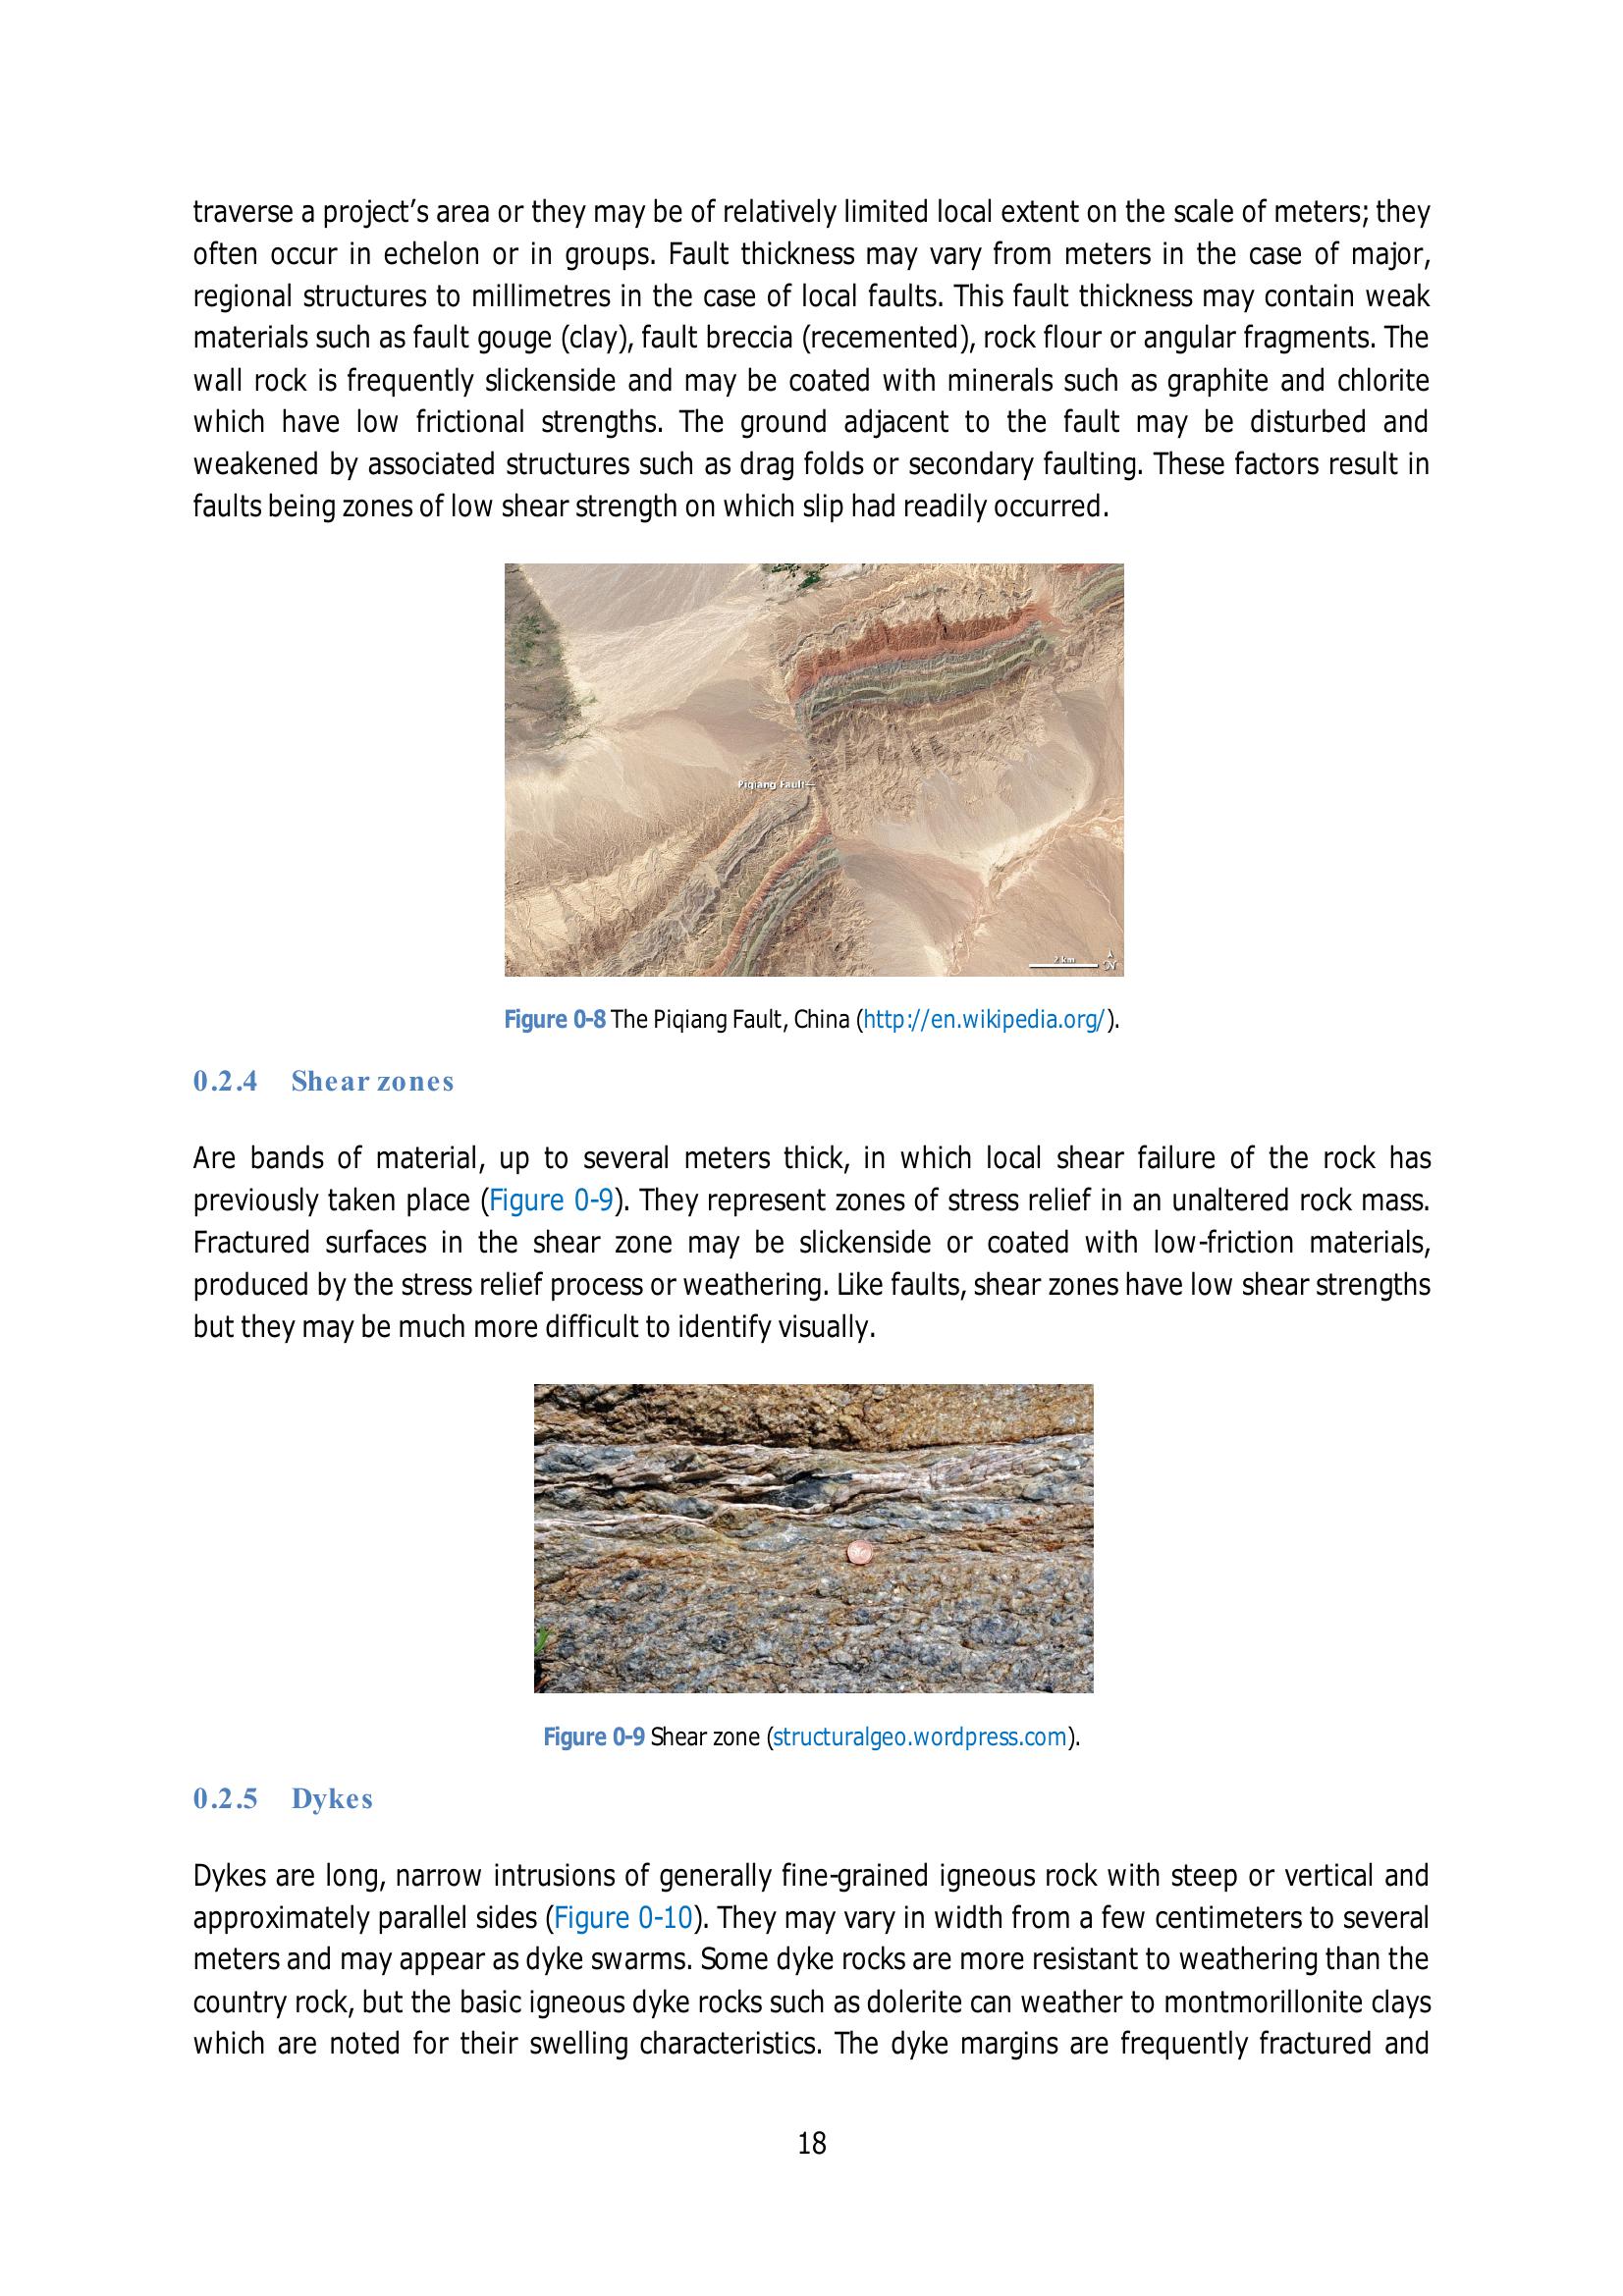 traverse a project’s area or they may be of relatively limited local extent on the scale of meters; they
often occur in echelon or in groups. Fault thickness may vary from meters in the case of major,
regional structures to millimetres in the case of local faults. This fault thickness may contain weak
materials such as fault gouge (clay), fault breccia (recemented), rock flour or angular fragments. The
wall rock is frequently slickenside and may be coated with minerals such as graphite and chlorite
which have low frictional strengths. The ground adjacent to the fault may be disturbed and
weakened by associated structures such as drag folds or secondary faulting. These factors result in
faults being zones of low shear strength on which slip had readily occurred.
Piqiang Fault
2 km
N
Figure 0-8 The Piqiang Fault, China (http://en.wikipedia.org/).
0.2.4 Shear zones
Are bands of material, up to several meters thick, in which local shear failure of the rock has
previously taken place (Figure 0-9). They represent zones of stress relief in an unaltered rock mass.
Fractured surfaces in the shear zone may be slickenside or coated with low-friction materials,
produced by the stress relief process or weathering. Like faults, shear zones have low shear strengths
but they may be much more difficult to identify visually.
Figure 0-9 Shear zone (structuralgeo.wordpress.com).
0.2.5 Dykes
Dykes are long, narrow intrusions of generally fine-grained igneous rock with steep or vertical and
approximately parallel sides (Figure 0-10). They may vary in width from a few centimeters to several
meters and may appear as dyke swarms. Some dyke rocks are more resistant to weathering than the
country rock, but the basic igneous dyke rocks such as dolerite can weather to montmorillonite clays
which are noted for their swelling characteristics. The dyke margins are frequently fractured and
18